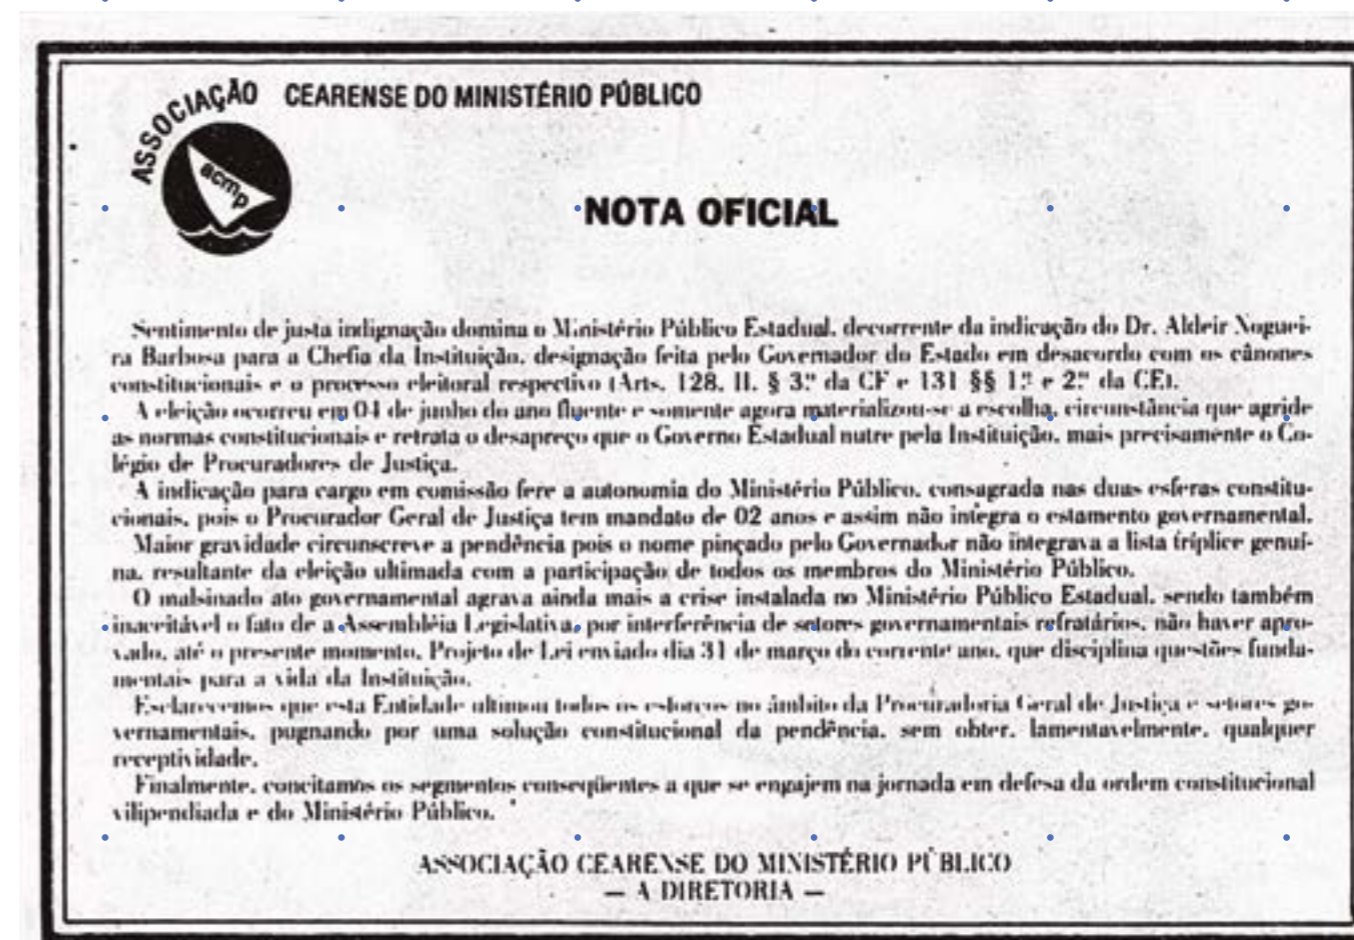 ASSOCIAÇÃO CEARENSE DO MINISTÉRIO PÚBLICO
acmp
NOTA OFICIAL
Sentimento de justa indignação domina o Ministério Público Estadual, decorrente da indicação do Dr. Aldeir Noguei-
ra Barbosa para a Chefia da Instituição, designação feita pelo Governador do Estado em desacordo com os cânones
constitucionais e o processo eleitoral respectivo (Arts. 128, II, § 3º da CF e 131 §§ 1º e 2º da CE).
A eleição ocorreu em 04 de junho do ano fluente e somente agora materializou-se a escolha, circunstância que agride
as normas constitucionais e retrata o desapreço que o Governo Estadual nutre pela Instituição, mais precisamente o Co-
légio de Procuradores de Justiça.
A indicação para cargo em comissão fere a autonomia do Ministério Público, consagrada nas duas esferas constitu-
cionais, pois o Procurador Geral de Justiça tem mandato de 02 anos e assim não integra o estamento governamental.
Maior gravidade circunscreve a pendência pois o nome pinçado pelo Governador não integrava a lista tríplice genuí-
na, resultante da eleição ultimada com a participação de todos os membros do Ministério Público.
O malsinado ato governamental agrava ainda mais a crise instalada no Ministério Público Estadual, sendo também
inaceitável o fato de a Assembléia Legislativa, por interferência de setores governamentais refratários, não haver apro-
vado, até o presente momento, Projeto de Lei enviado dia 31 de março do corrente ano, que disciplina questões funda-
mentais para a vida da Instituição.
Esclarecemos que esta Entidade ultimou todos os esforços no âmbito da Procuradoria Geral de Justiça e setores go-
vernamentais, pugnando por uma solução constitucional da pendência, sem obter, lamentavelmente, qualquer
receptividade.
Finalmente, concitamos os segmentos conseqüentes a que se engajem na jornada em defesa da ordem constitucional
vilipendiada e do Ministério Público.
ASSOCIAÇÃO CEARENSE DO MINISTÉRIO PÚBLICO
— A DIRETORIA —